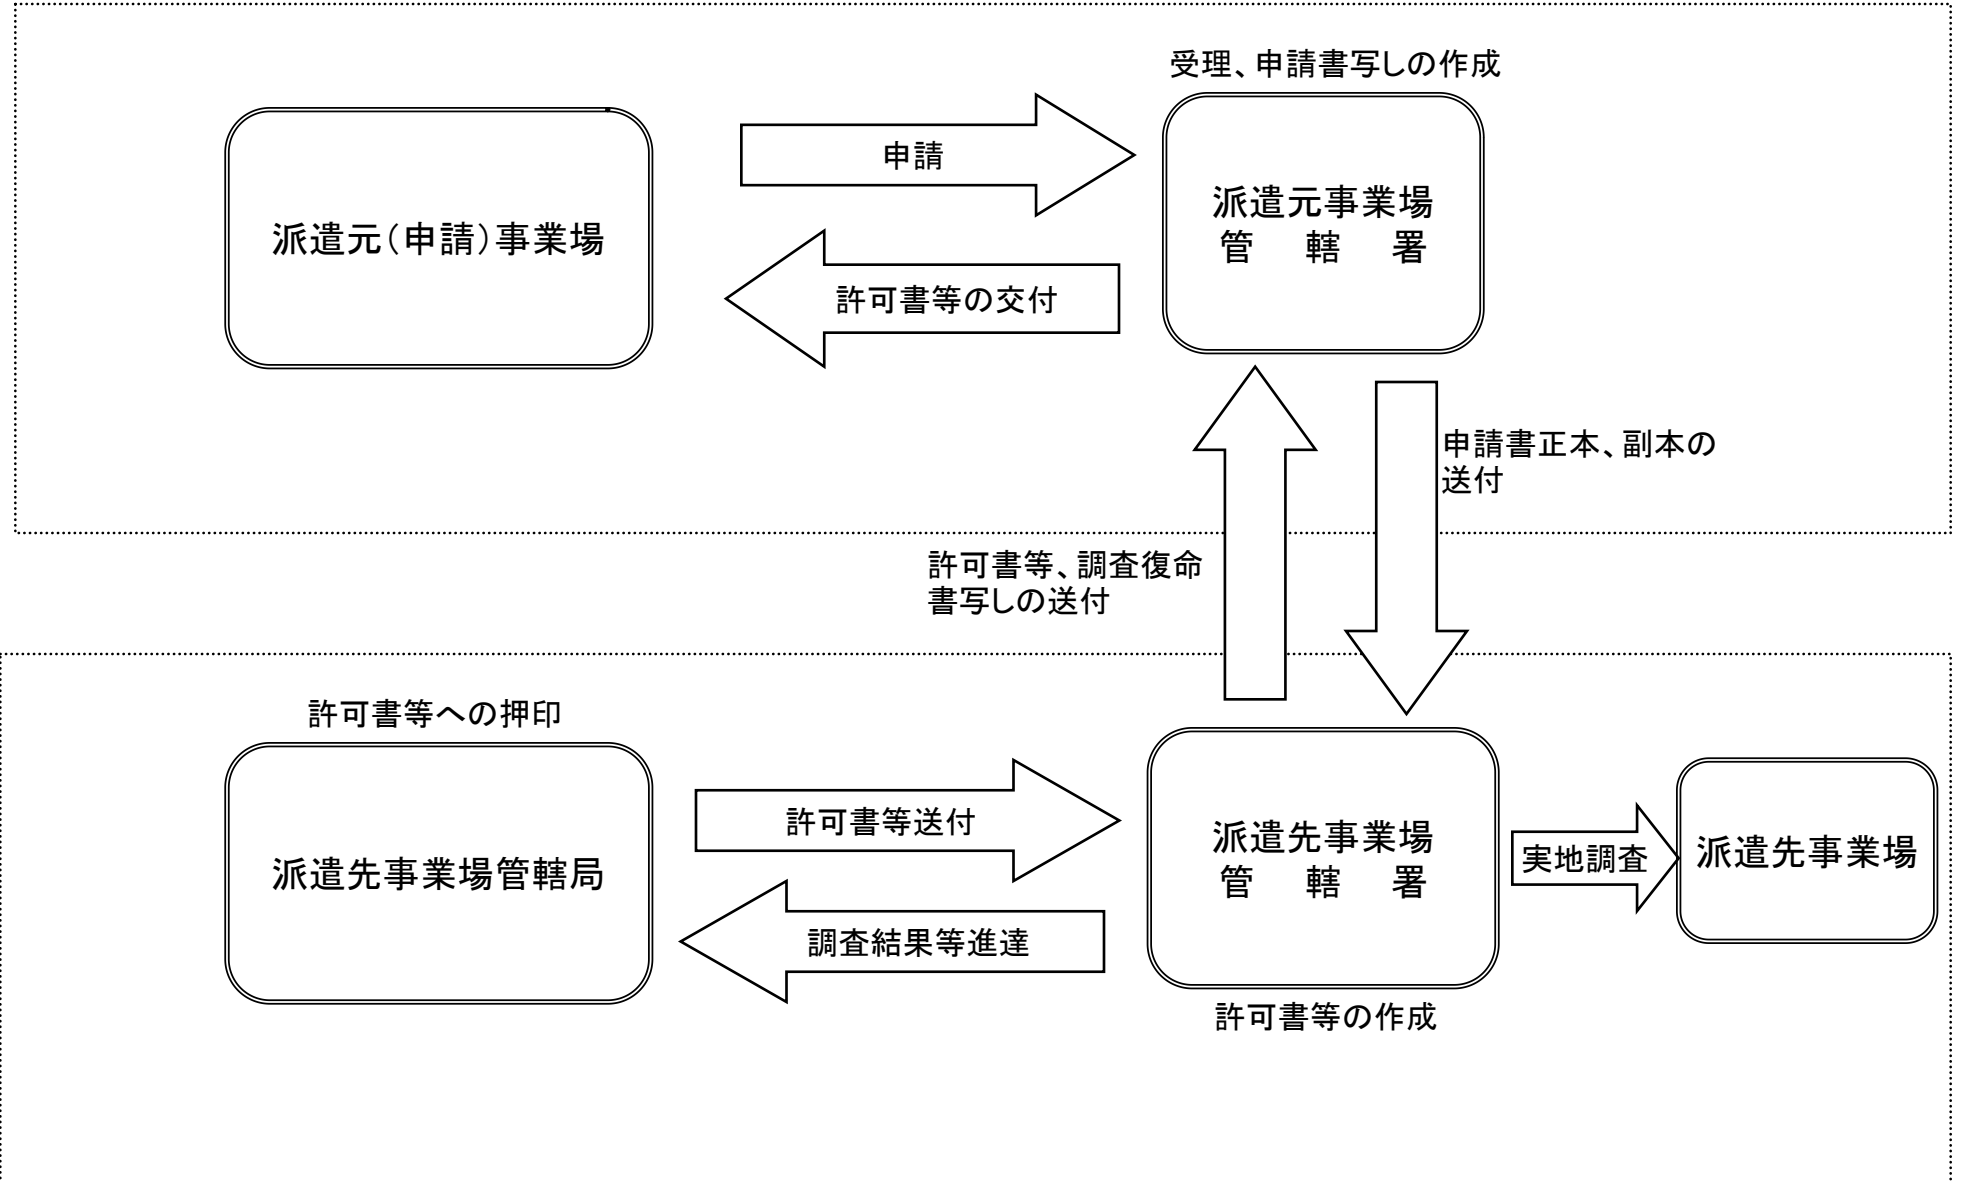 受理、申請書写しの作成
申請
派遣元(申請)事業場
派遣元事業場
管 轄 署
許可書等の交付
申請書正本、副本の
送付
許可書等、調査復命
書写しの送付
許可書等への押印
許可書等送付
派遣先事業場管轄局
派遣先事業場
管 轄 署
実地調査
派遣先事業場
調査結果等進達
許可書等の作成